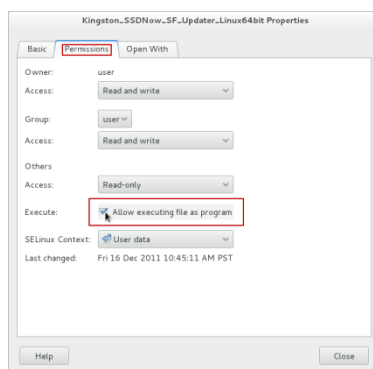 Kingston_SSDNow_SF_Updater_Linux64bit Properties
Basic Permissions Open With
Owner: user
Access: Read and write
Group: user
Access: Read and write
Others
Access: Read-only
Execute: Allow executing file as program
SELinux Context: User data
Last changed: Fri 16 Dec 2011 10:45:11 AM PST
Help Close